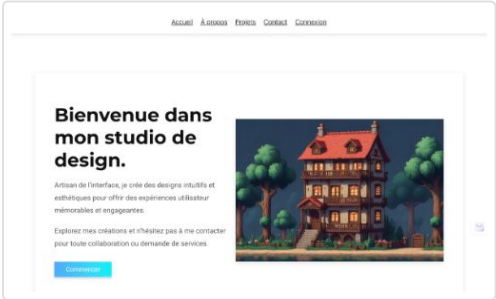 Accueil À propos Projets Contact Connexion
Bienvenue dans
mon studio de
design.
Artisan de l'interface, je crée des designs intuitifs et
esthétiques pour offrir des expériences utilisateur
mémorables et engageantes.
Explorez mes créations et n'hésitez pas à me contacter
pour toute collaboration ou demande de services.
Commencer